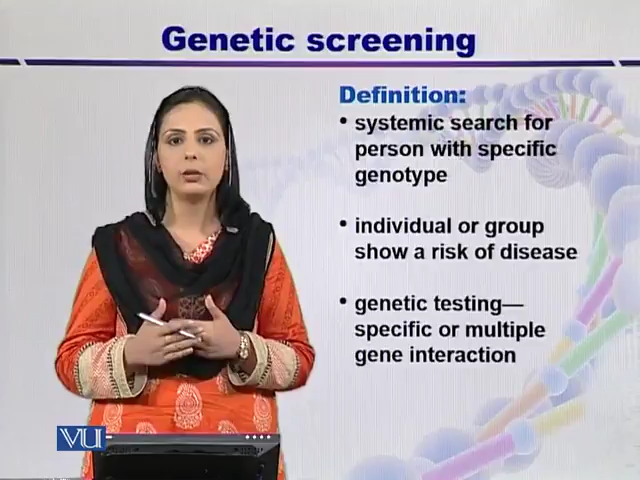 Genetic screening
Definition:
• systemic search for
person with specific
genotype
• individual or group
show a risk of disease
• genetic testing—
specific or multiple
gene interaction
VU